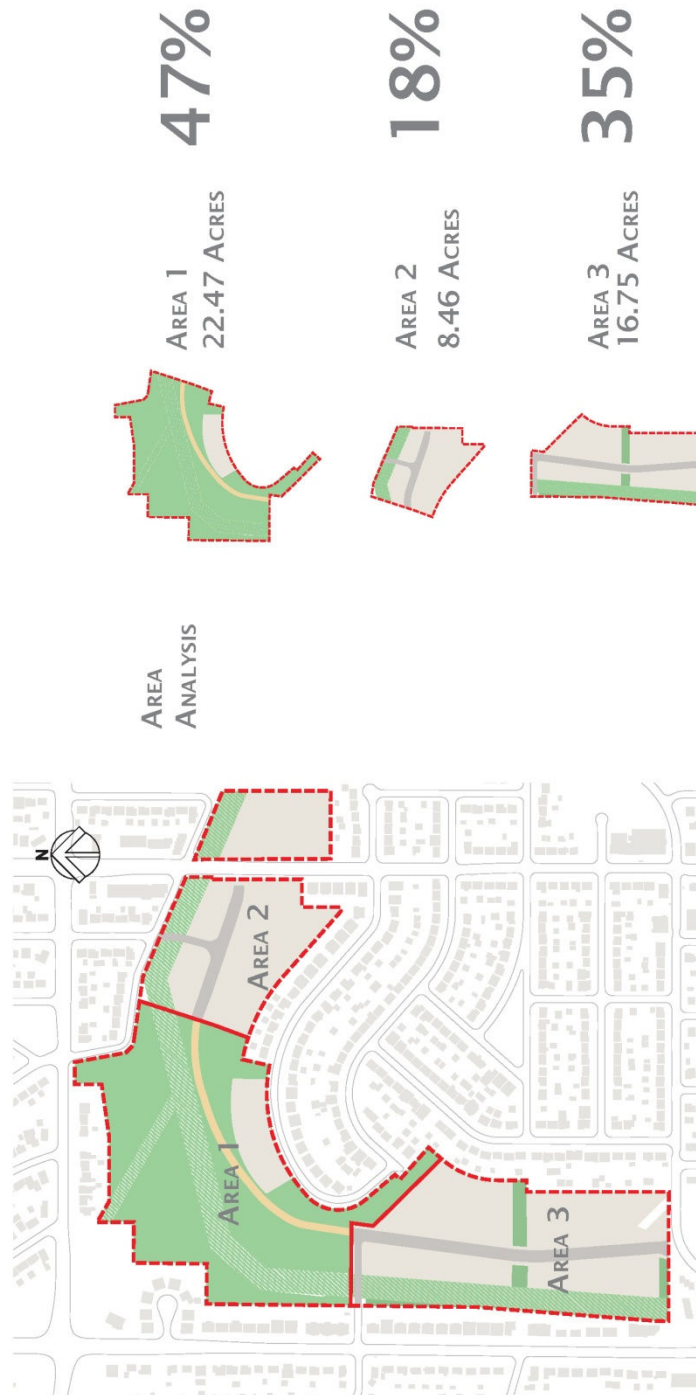 N
AREA 1
AREA 2
AREA 3
AREA
ANALYSIS
AREA 1
22.47 ACRES
47%
AREA 2
8.46 ACRES
18%
AREA 3
16.75 ACRES
35%